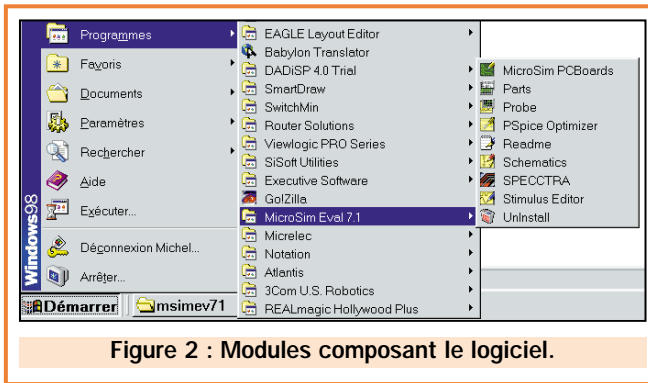 Programmes
Favoris
Documents
Paramètres
Rechercher
Aide
Exécuter...
Déconnexion Michel...
Arrêter...
Windows98
Démarrer
msimev71
EAGLE Layout Editor
Babylon Translator
DADiSP 4.0 Trial
SmartDraw
SwitchMin
Router Solutions
Viewlogic PRO Series
SiSoft Utilities
Executive Software
Go!Zilla
MicroSim Eval 7.1
Micrelec
Notation
Atlantis
3Com U.S. Robotics
REALmagic Hollywood Plus
MicroSim PCBoards
Parts
Probe
PSpice Optimizer
Readme
Schematics
SPECCTRA
Stimulus Editor
UnInstall
Figure 2 : Modules composant le logiciel.